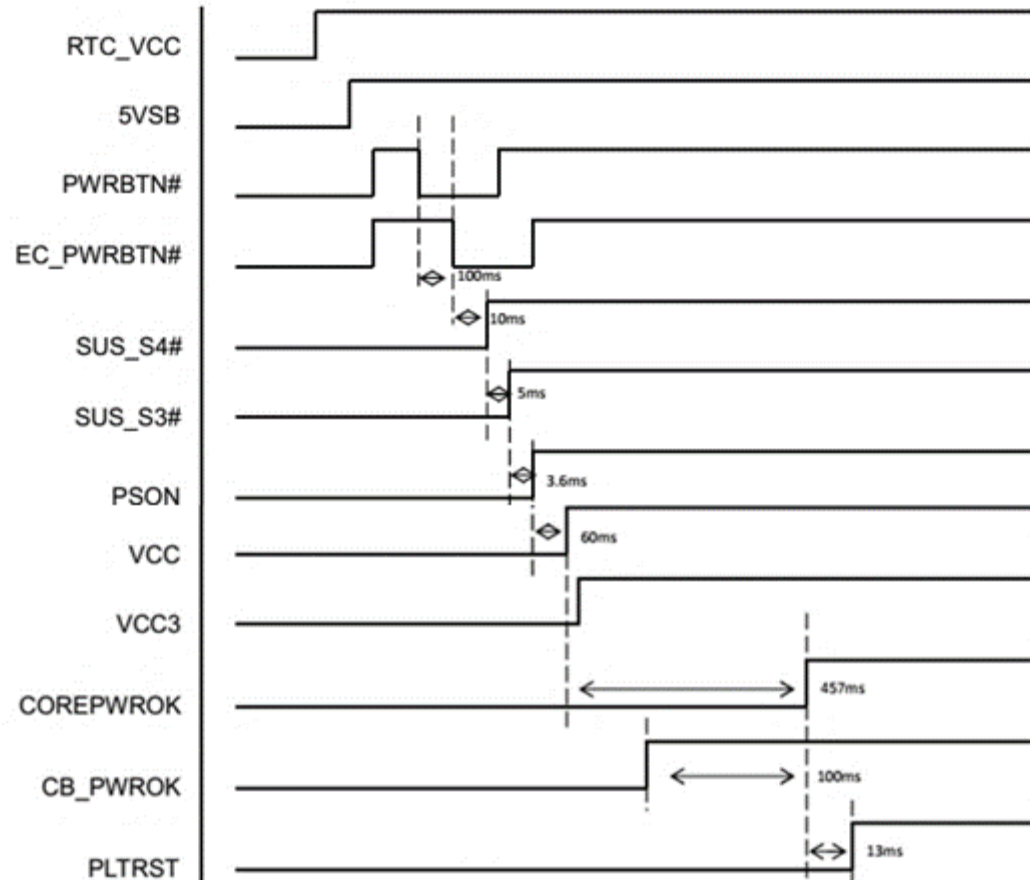 RTC_VCC
5VSB
PWRBTN#
EC_PWRBTN#
100ms
10ms
SUS_S4#
5ms
SUS_S3#
3.6ms
PSON
60ms
VCC
VCC3
457ms
COREPWROK
100ms
CB_PWROK
13ms
PLTRST